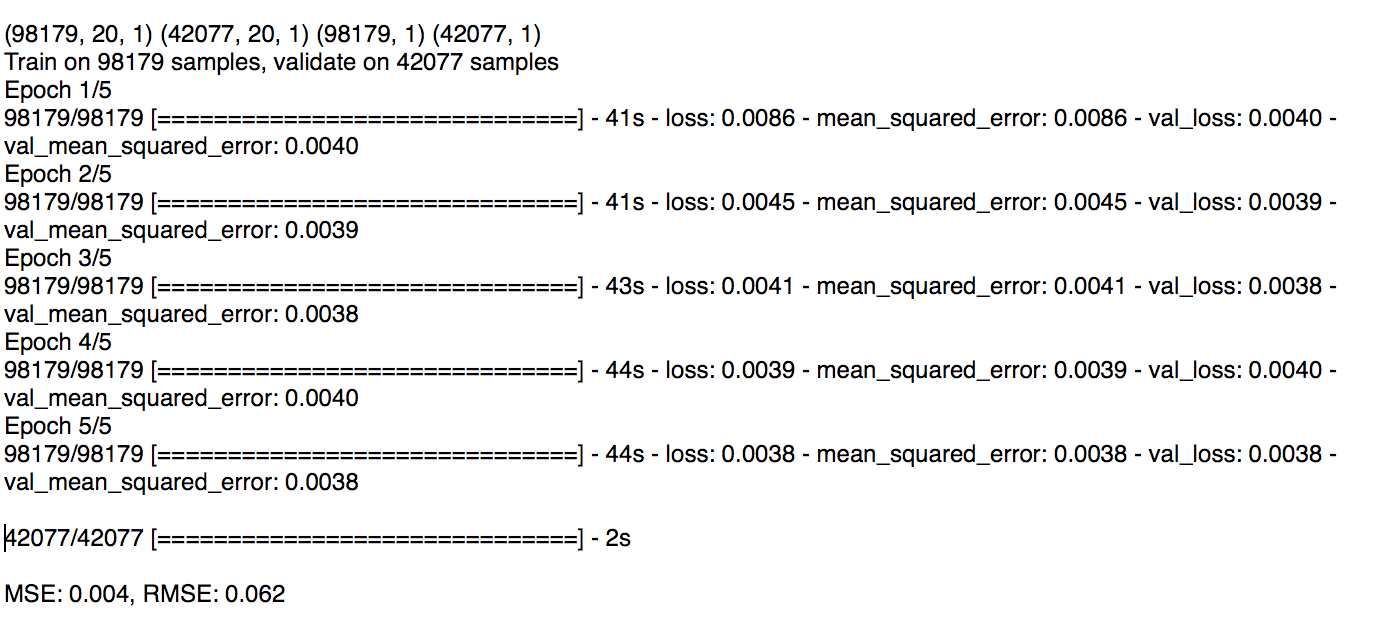 (98179, 20, 1) (42077, 20, 1) (98179, 1) (42077, 1)
Train on 98179 samples, validate on 42077 samples
Epoch 1/5
98179/98179 [==============================] - 41s - loss: 0.0086 - mean_squared_error: 0.0086 - val_loss: 0.0040 -
val_mean_squared_error: 0.0040
Epoch 2/5
98179/98179 [==============================] - 41s - loss: 0.0045 - mean_squared_error: 0.0045 - val_loss: 0.0039 -
val_mean_squared_error: 0.0039
Epoch 3/5
98179/98179 [==============================] - 43s - loss: 0.0041 - mean_squared_error: 0.0041 - val_loss: 0.0038 -
val_mean_squared_error: 0.0038
Epoch 4/5
98179/98179 [==============================] - 44s - loss: 0.0039 - mean_squared_error: 0.0039 - val_loss: 0.0040 -
val_mean_squared_error: 0.0040
Epoch 5/5
98179/98179 [==============================] - 44s - loss: 0.0038 - mean_squared_error: 0.0038 - val_loss: 0.0038 -
val_mean_squared_error: 0.0038
42077/42077 [==============================] - 2s
MSE: 0.004, RMSE: 0.062